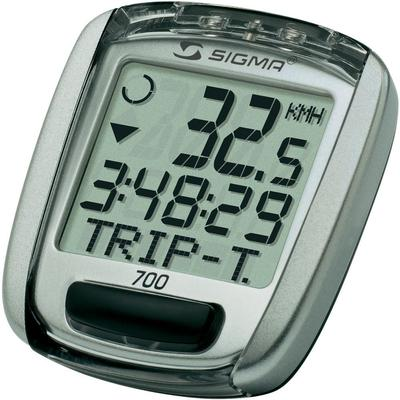 SIGMA®
32.5 KMH
3:48:29
TRIP-T.
700